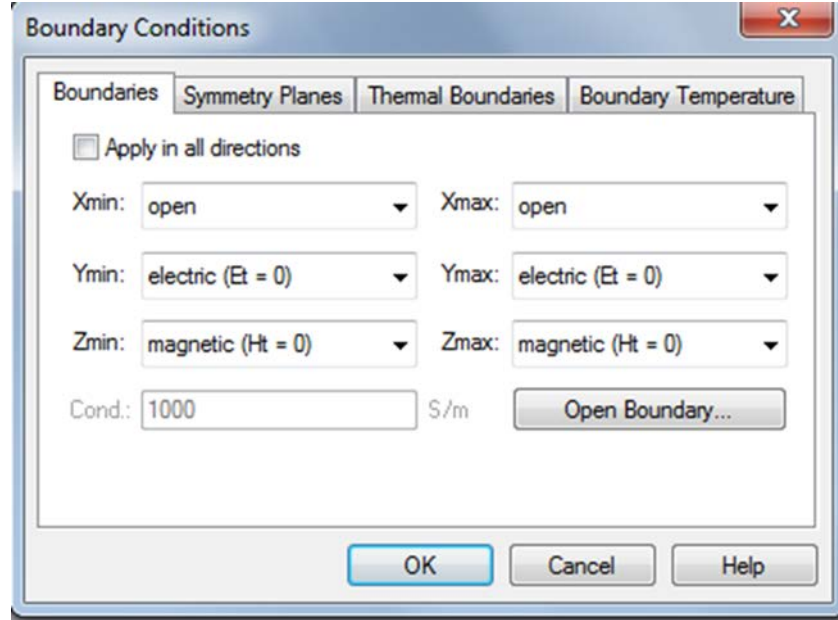 Boundary Conditions
Boundaries Symmetry Planes Thermal Boundaries Boundary Temperature
Apply in all directions
Xmin: open Xmax: open
Ymin: electric (Et = 0) Ymax: electric (Et = 0)
Zmin: magnetic (Ht = 0) Zmax: magnetic (Ht = 0)
Cond.: 1000 S/m Open Boundary...
OK Cancel Help